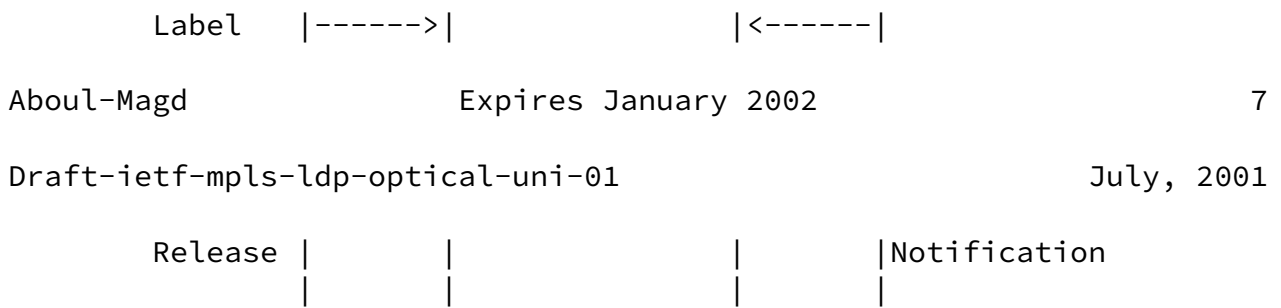 Label |------>| |<------|
Aboul-Magd Expires January 2002 7
Draft-ietf-mpls-ldp-optical-uni-01 July, 2001
Release | | | |Notification
| | | |